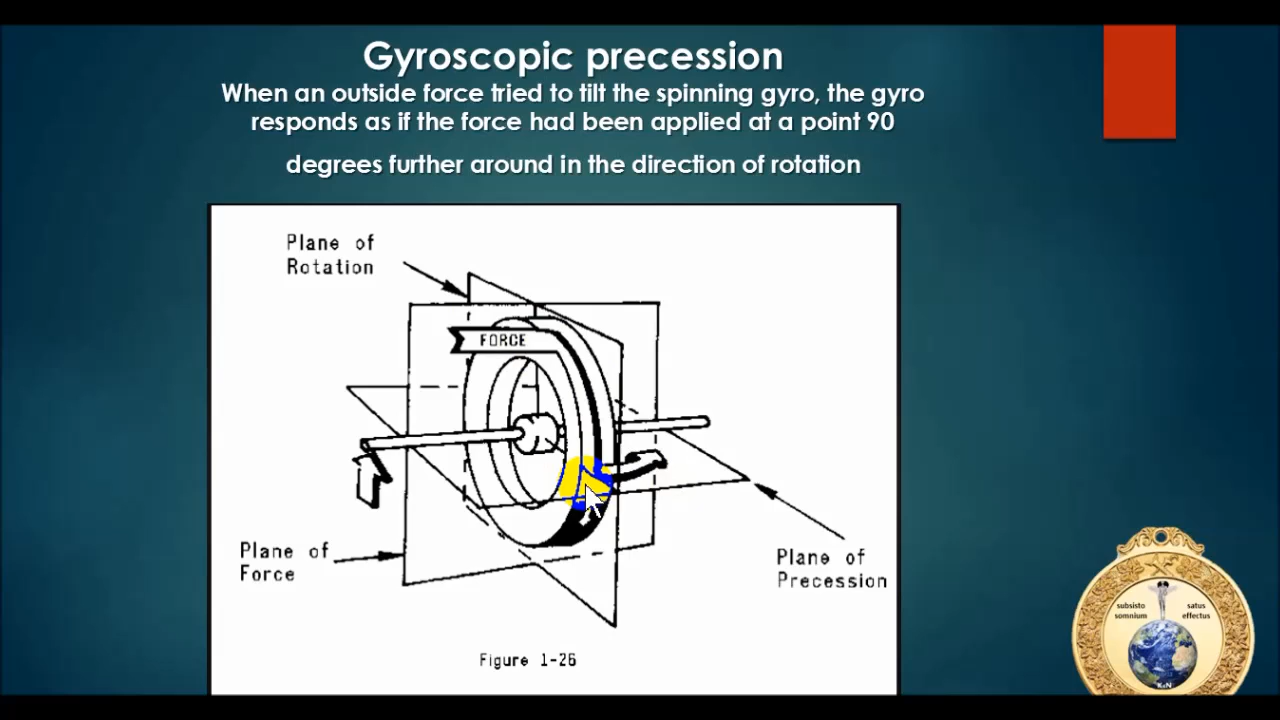 Gyroscopic precession
When an outside force tried to tilt the spinning gyro, the gyro
responds as if the force had been applied at a point 90
degrees further around in the direction of rotation
Plane of
Rotation
FORCE
Plane of
Force
Plane of
Precession
Figure 1-26
subsisto
somnium
satus
effectus
K&N